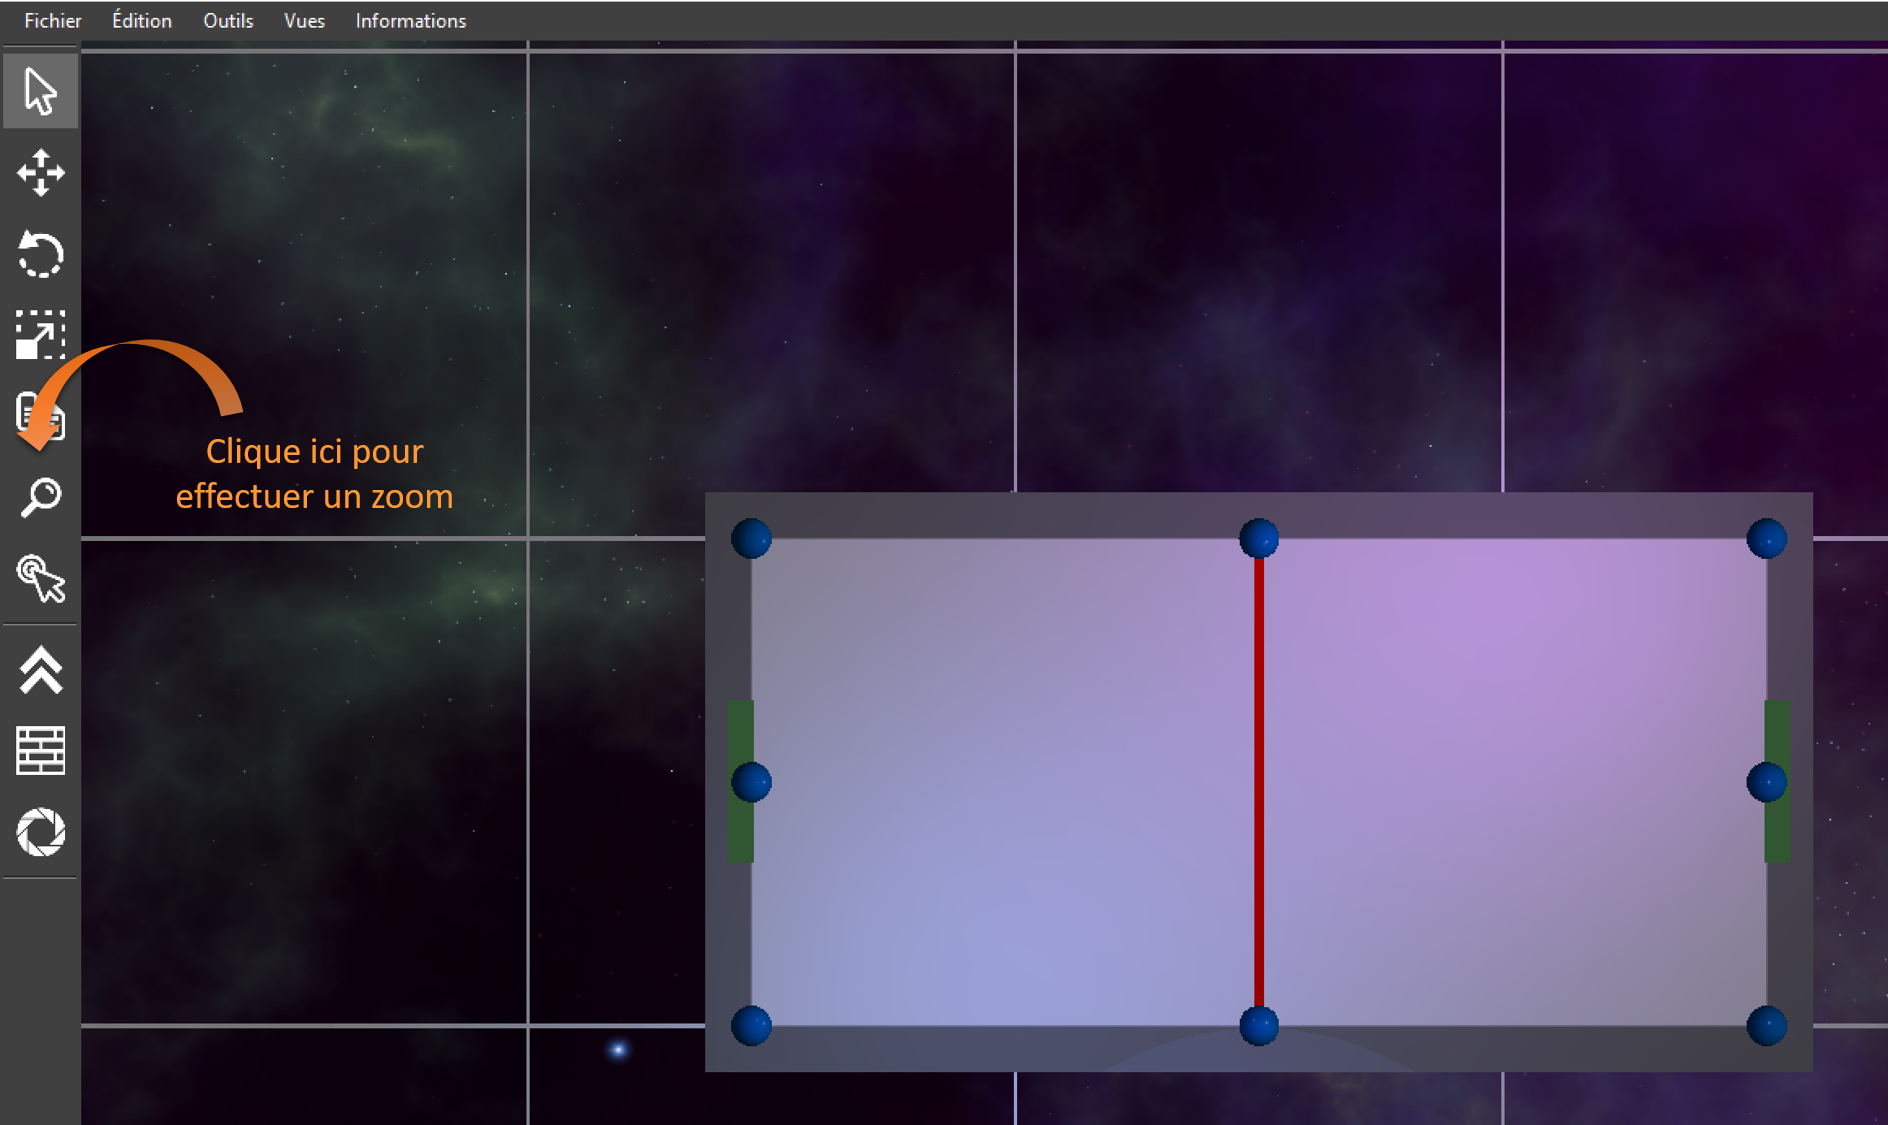 Fichier Édition Outils Vues Informations
Clique ici pour
effectuer un zoom